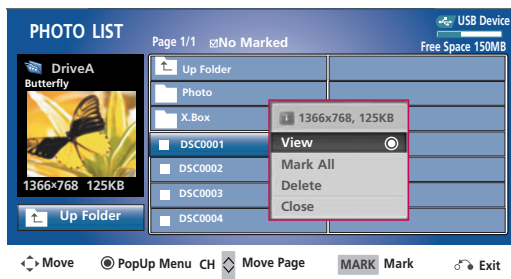 PHOTO LIST
Page 1/1 No Marked
USB Device
Free Space 150MB
DriveA
Butterfly
1366×768 125KB
Up Folder
Up Folder
Photo
X.Box
DSC0001
DSC0002
DSC0003
DSC0004
1366x768, 125KB
View
Mark All
Delete
Close
Move PopUp Menu CH Move Page MARK Mark Exit